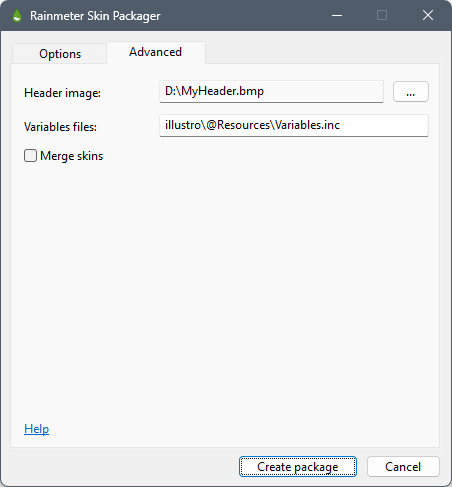 Rainmeter Skin Packager
Options
Advanced
Header image:
D:\MyHeader.bmp
...
Variables files:
illustro\@Resources\Variables.inc
Merge skins
Help
Create package
Cancel